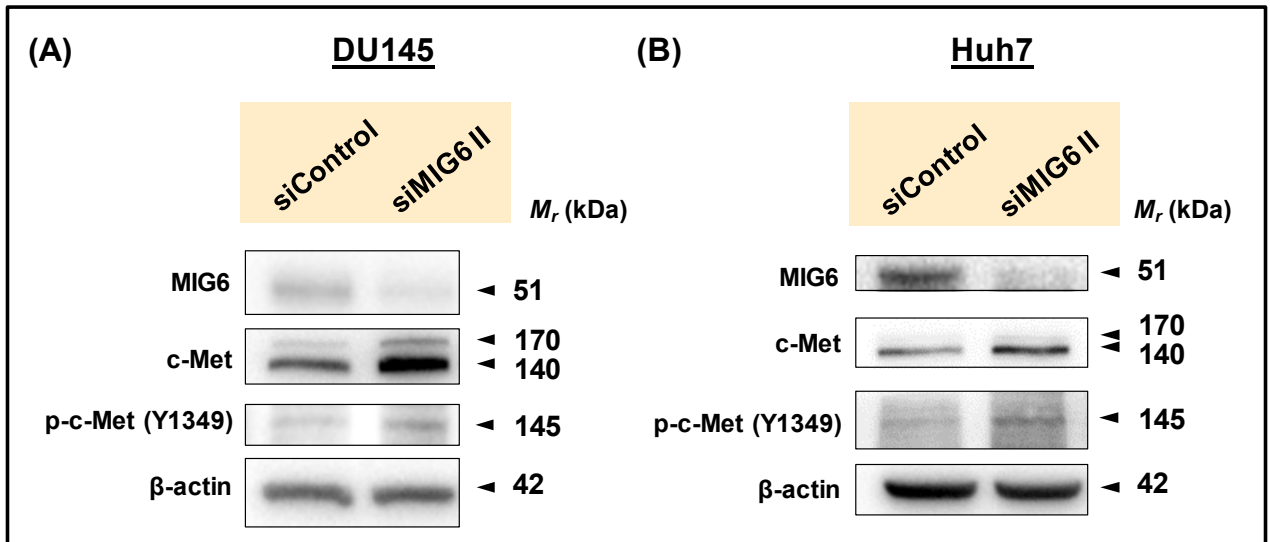 (A)
DU145
siControl
siMIG6 II
Mr (kDa)
MIG6
51
c-Met
170
140
p-c-Met (Y1349)
145
β-actin
42
(B)
Huh7
siControl
siMIG6 II
Mr (kDa)
MIG6
51
c-Met
170
140
p-c-Met (Y1349)
145
β-actin
42